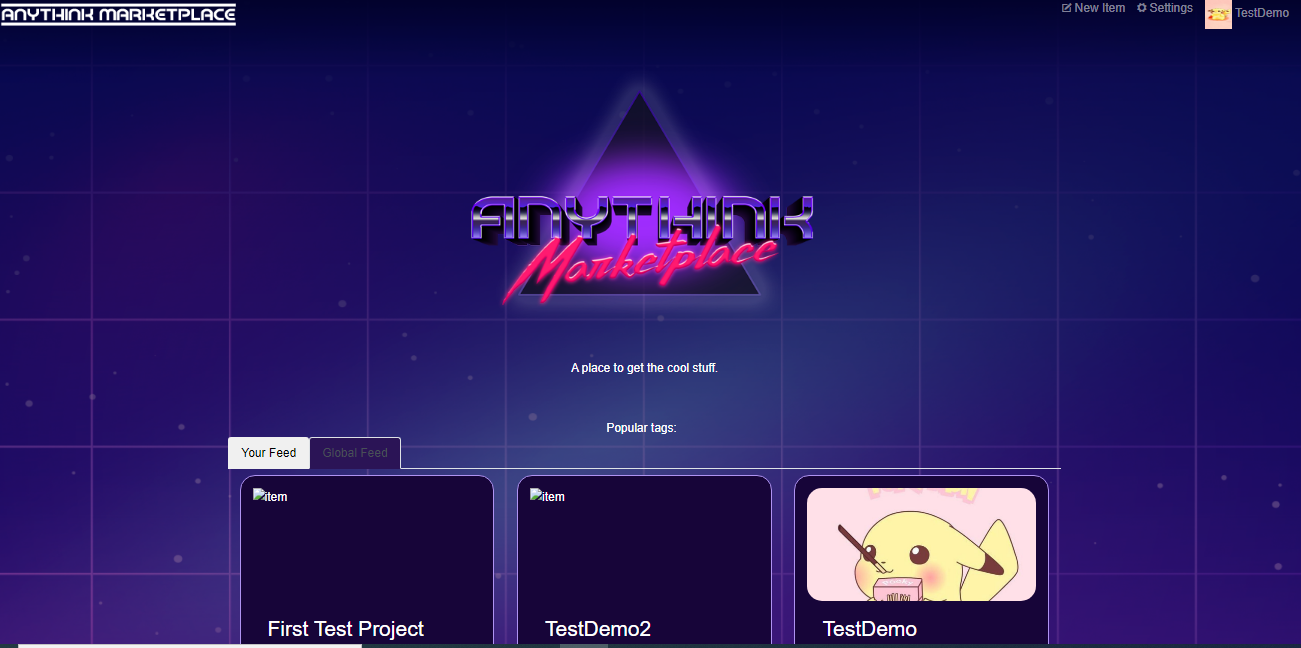 ANYTHINK MARKETPLACE
New Item Settings TestDemo
ANYTHINK
Marketplace
A place to get the cool stuff.
Popular tags:
Your Feed Global Feed
item item
First Test Project TestDemo2 TestDemo